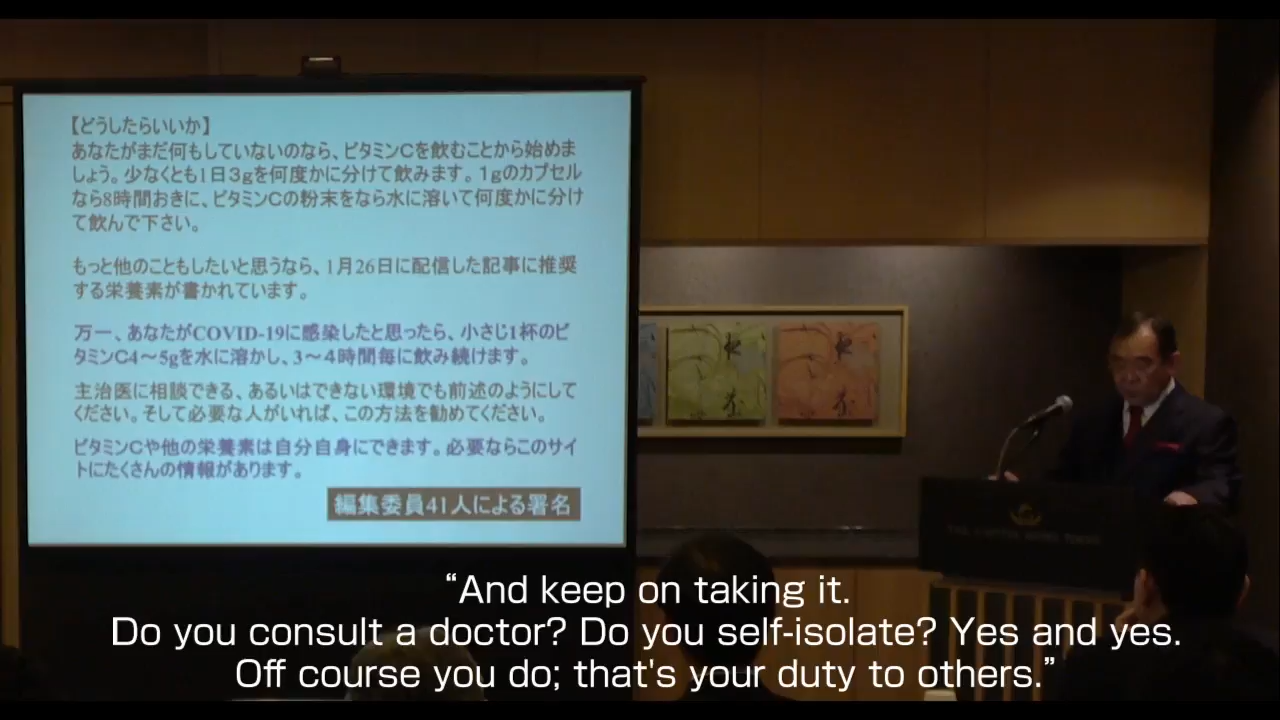 【どうしたらいいか】
あなたがまだ何もしていないのなら、ビタミンCを飲むことから始めま
しょう。少なくとも1日3gを何度かに分けて飲みます。1gのカプセル
なら8時間おきに、ビタミンCの粉末をなら水に溶いて何度かに分け
て飲んで下さい。
もっと他のこともしたいと思うなら、1月26日に配信した記事に推奨
する栄養素が書かれています。
万一、あなたがCOVID-19に感染したと思ったら、小さじ1杯のビ
タミンC4〜5gを水に溶かし、3〜4時間毎に飲み続けます。
主治医に相談できる、あるいはできない環境でも前述のようにして
ください。そして必要な人がいれば、この方法を勧めてください。
ビタミンCや他の栄養素は自分自身にできます。必要ならこのサイ
トにたくさんの情報があります。
編集委員41人による署名
“And keep on taking it.
Do you consult a doctor? Do you self-isolate? Yes and yes.
Off course you do; that's your duty to others.”